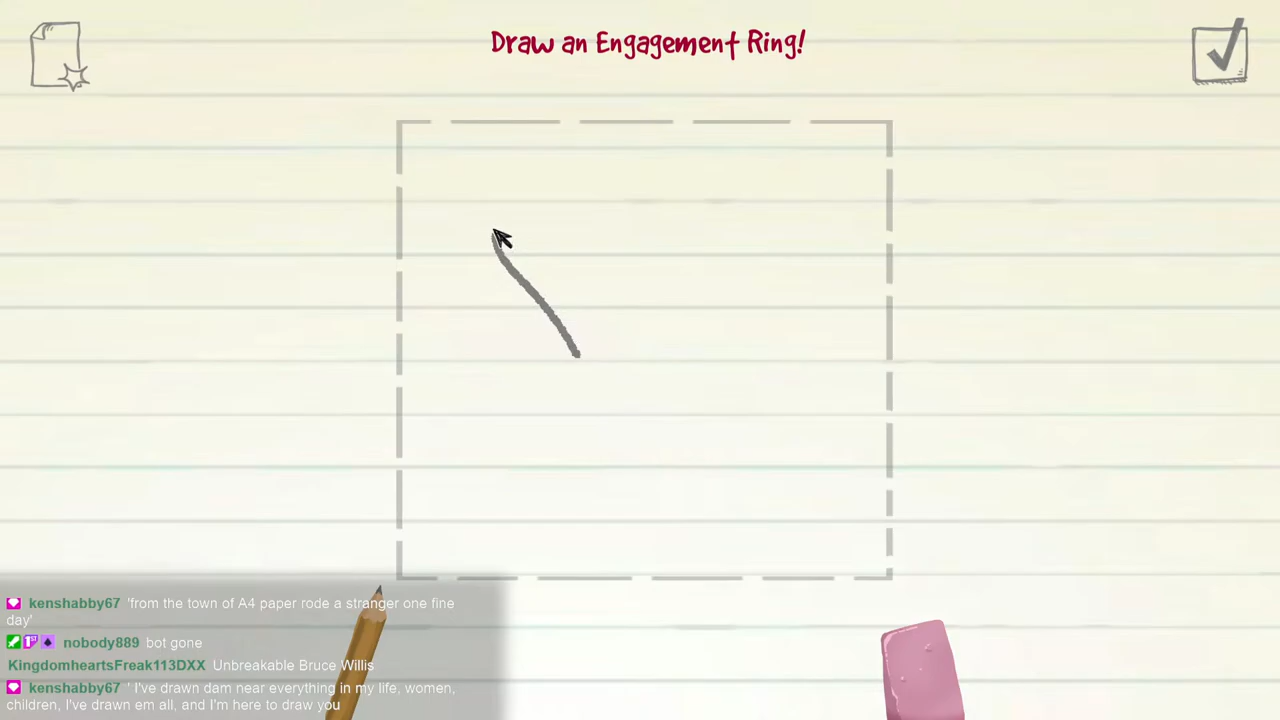 Draw an Engagement Ring!
kenshabby67 'from the town of A4 paper rode a stranger one fine
day'
nobody889 bot gone
KingdomheartsFreak113DXX Unbreakable Bruce Willis
kenshabby67 ' I've drawn dam near everything in my life, women,
children, I've drawn em all, and I'm here to draw you